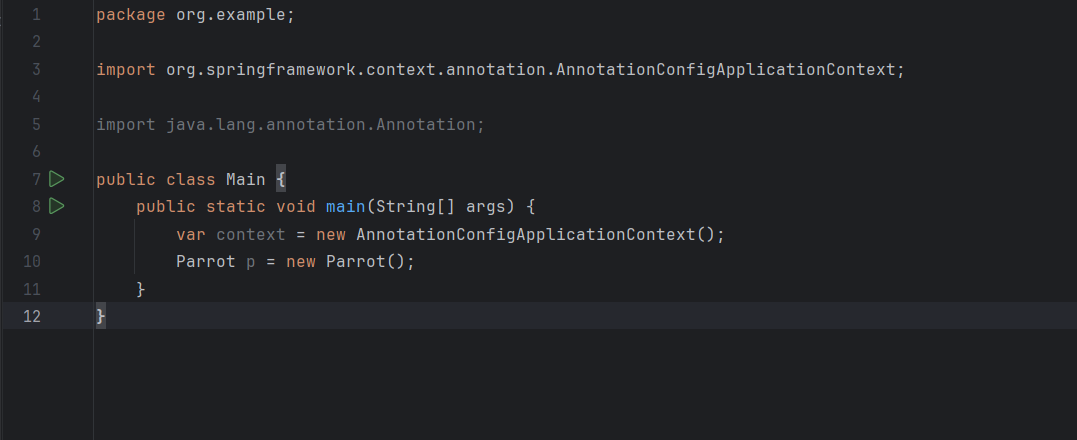 1 package org.example;
2
3 import org.springframework.context.annotation.AnnotationConfigApplicationContext;
4
5 import java.lang.annotation.Annotation;
6
7 public class Main {
8 public static void main(String[] args) {
9 var context = new AnnotationConfigApplicationContext();
10 Parrot p = new Parrot();
11 }
12 }